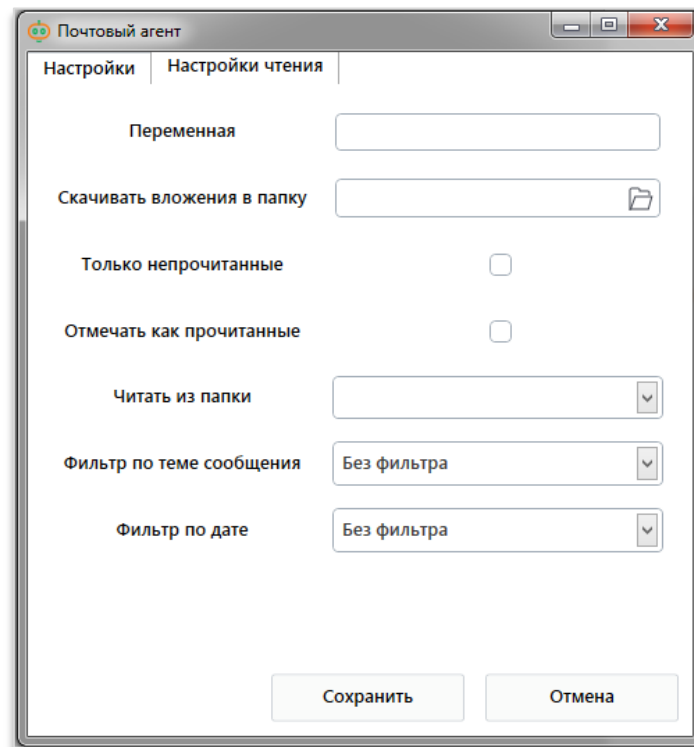 Почтовый агент
Настройки Настройки чтения
Переменная
Скачивать вложения в папку
Только непрочитанные
Отмечать как прочитанные
Читать из папки
Фильтр по теме сообщения Без фильтра
Фильтр по дате Без фильтра
Сохранить Отмена